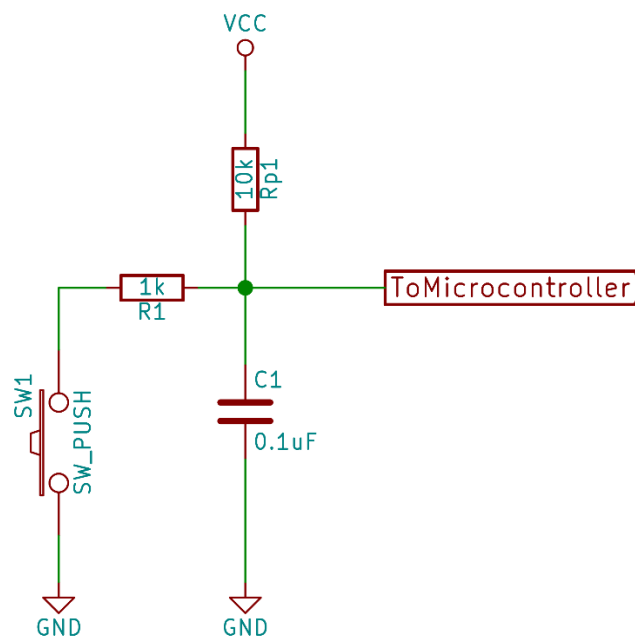 VCC
10k
Rp1
1k
R1
ToMicrocontroller
SW1
SW_PUSH
C1
0.1uF
GND
GND